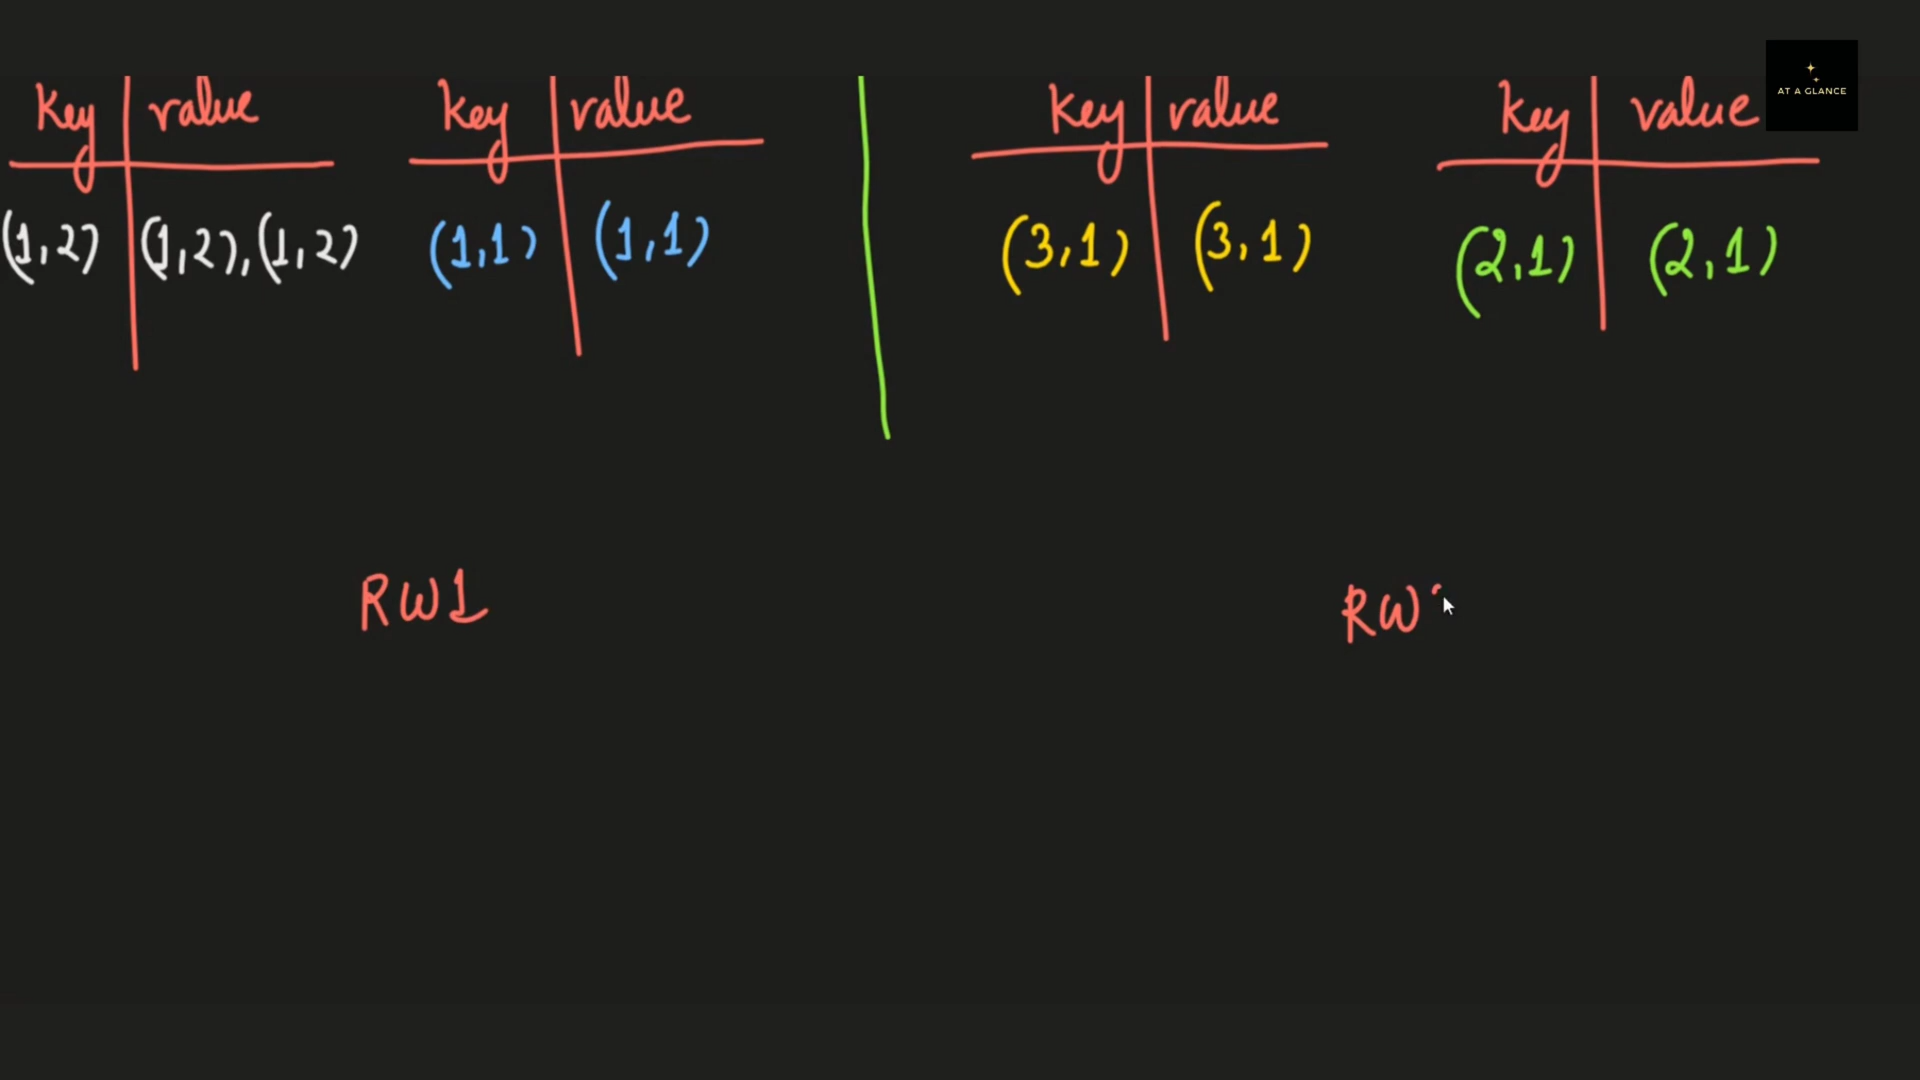 key value key value key value key value
(1,2) (1,2),(1,2) (1,1) (1,1) (3,1) (3,1) (2,1) (2,1)
RW1 RW
AT A GLANCE